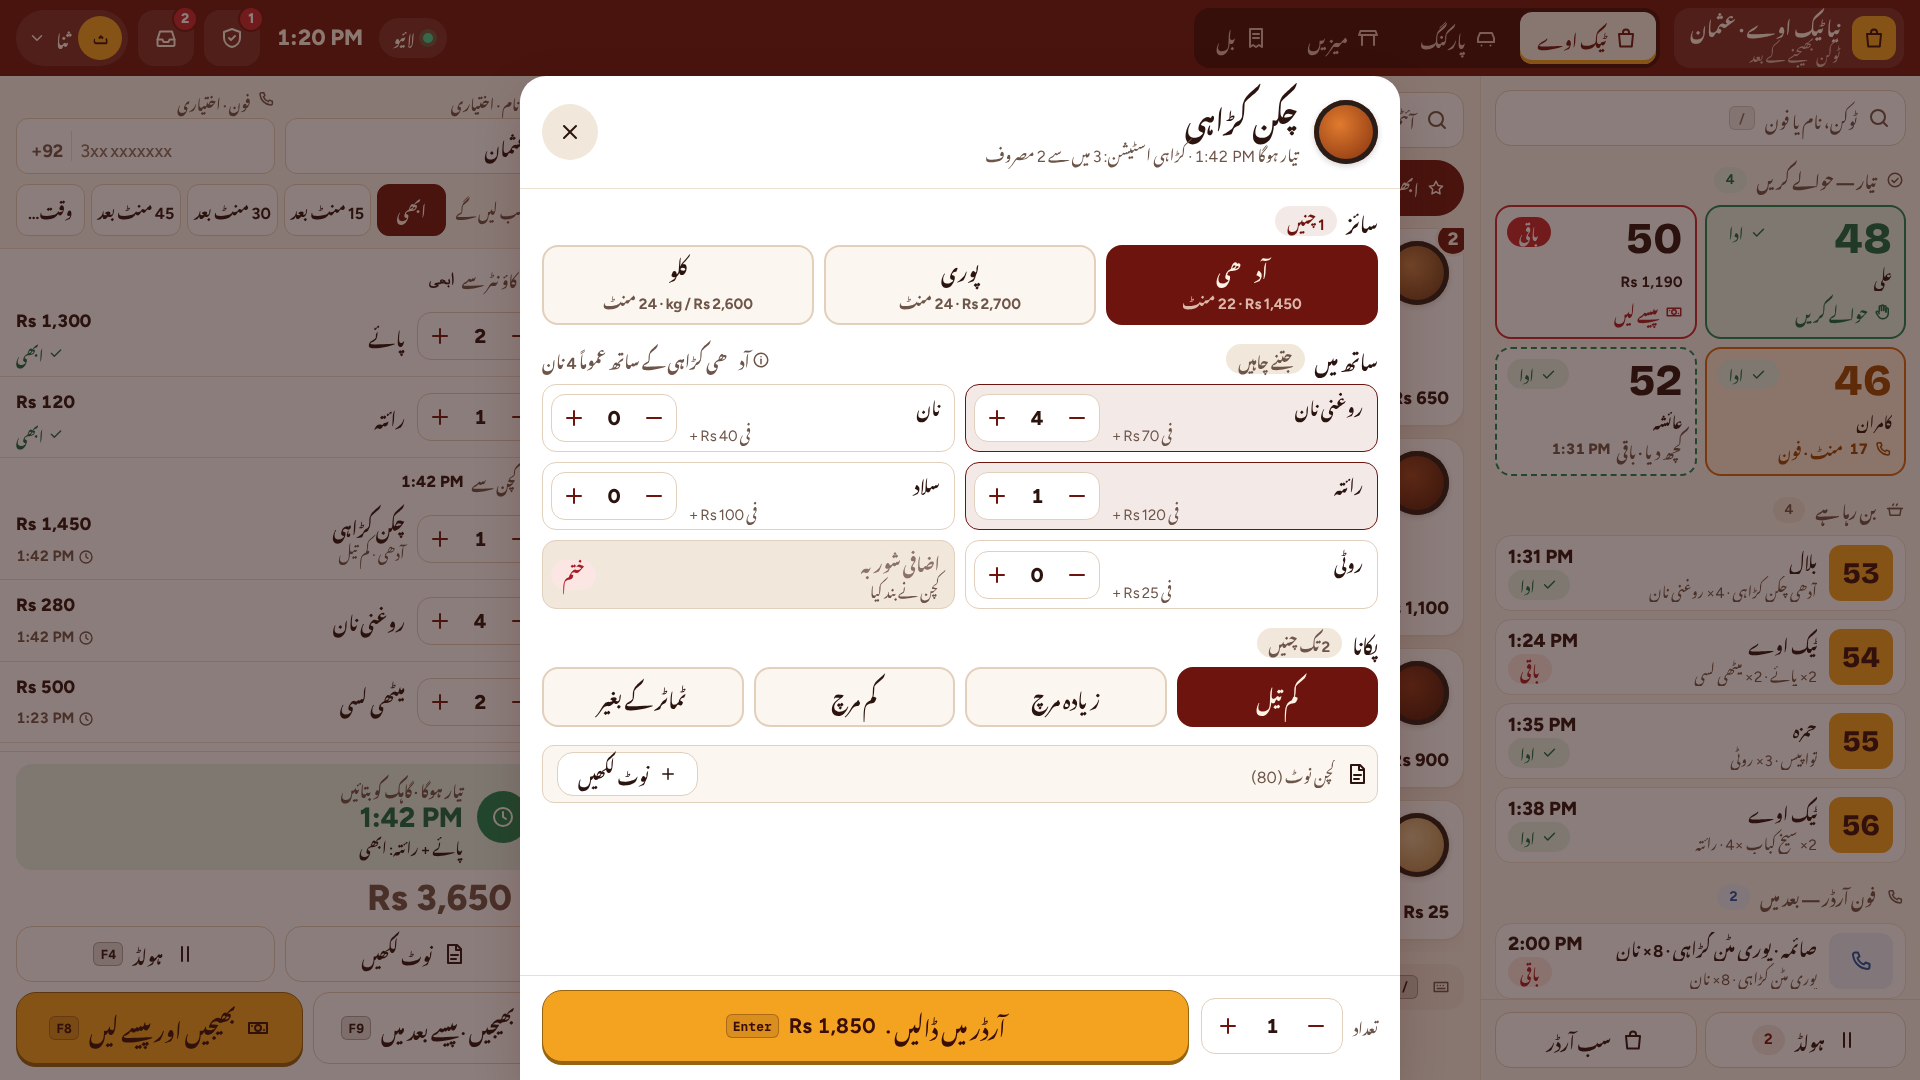 نیا ٹیک اوے · عثمان
ٹوکن بھیجنے کے بعد
ٹیک اوے
پارکنگ
میزیں
بل
لائیو
1:20 PM
1
2
ث
ثنا
ٹوکن، نام یا فون
/
تیار — حوالے کریں
4
48
ادا
علی
حوالے کریں
50
باقی
Rs 1,190
پیسے لیں
46
ادا
کامران
17 منٹ · فون
52
ادا
عائشہ
کچھ دیا · باقی 1:31 PM
بن رہا ہے
4
53
بلال
آدھی چکن کڑاہی · 4× روغنی نان
1:31 PM
ادا
54
ٹیک اوے
2× پائے · 2× میٹھی لسی
1:24 PM
باقی
55
حمزہ
توا پیس · 3× روٹی
1:35 PM
ادا
56
ٹیک اوے
2× سیخ کباب · 4× رائتہ
1:38 PM
ادا
فون آرڈر — بعد میں
2
صائمہ · پوری مٹن کڑاہی · 8× نان
پوری مٹن کڑاہی · 8× نان
2:00 PM
باقی
ہولڈ
2
سب آرڈر
2
Rs 650
1,100
Rs 900
Rs 25
/
چکن کڑاہی
تیار ہوگا 1:42 PM · کڑاہی اسٹیشن: 3 میں سے 2 مصروف
سائز
1 چنیں
آدھی
Rs 1,450 · 22 منٹ
پوری
Rs 2,700 · 24 منٹ
کلو
kg / Rs 2,600 · 24 منٹ
ساتھ میں
جتنے چاہیں
آدھی کڑاہی کے ساتھ عموماً 4 نان
روغنی نان
+ Rs 70 فی
4
نان
+ Rs 40 فی
0
رائتہ
+ Rs 120 فی
1
سلاد
+ Rs 100 فی
0
روٹی
+ Rs 25 فی
0
اضافی شوربہ
کچن نے بند کیا
ختم
پکانا
2 تک چنیں
کم تیل
زیادہ مرچ
کم مرچ
ٹماٹر کے بغیر
کچن نوٹ (80)
نوٹ لکھیں
تعداد
1
آرڈر میں ڈالیں · Rs 1,850
Enter
نام · اختیاری
فون · اختیاری
+92
3xx xxxxxxx
ابھی
15 منٹ بعد
30 منٹ بعد
45 منٹ بعد
وقت...
کاؤنٹر سے ابھی
پائے
2
Rs 1,300
ابھی
رائتہ
1
Rs 120
ابھی
کچن سے 1:42 PM
چکن کڑاہی
آدھی · کم تیل
1
Rs 1,450
1:42 PM
روغنی نان
4
Rs 280
1:42 PM
میٹھی لسی
2
Rs 500
1:23 PM
تیار ہوگا · گاہک کو بتائیں
1:42 PM
پائے + رائتہ: ابھی
Rs 3,650
نوٹ لکھیں
ہولڈ
F4
بھیجیں · پیسے بعد میں
F9
بھیجیں اور پیسے لیں
F8